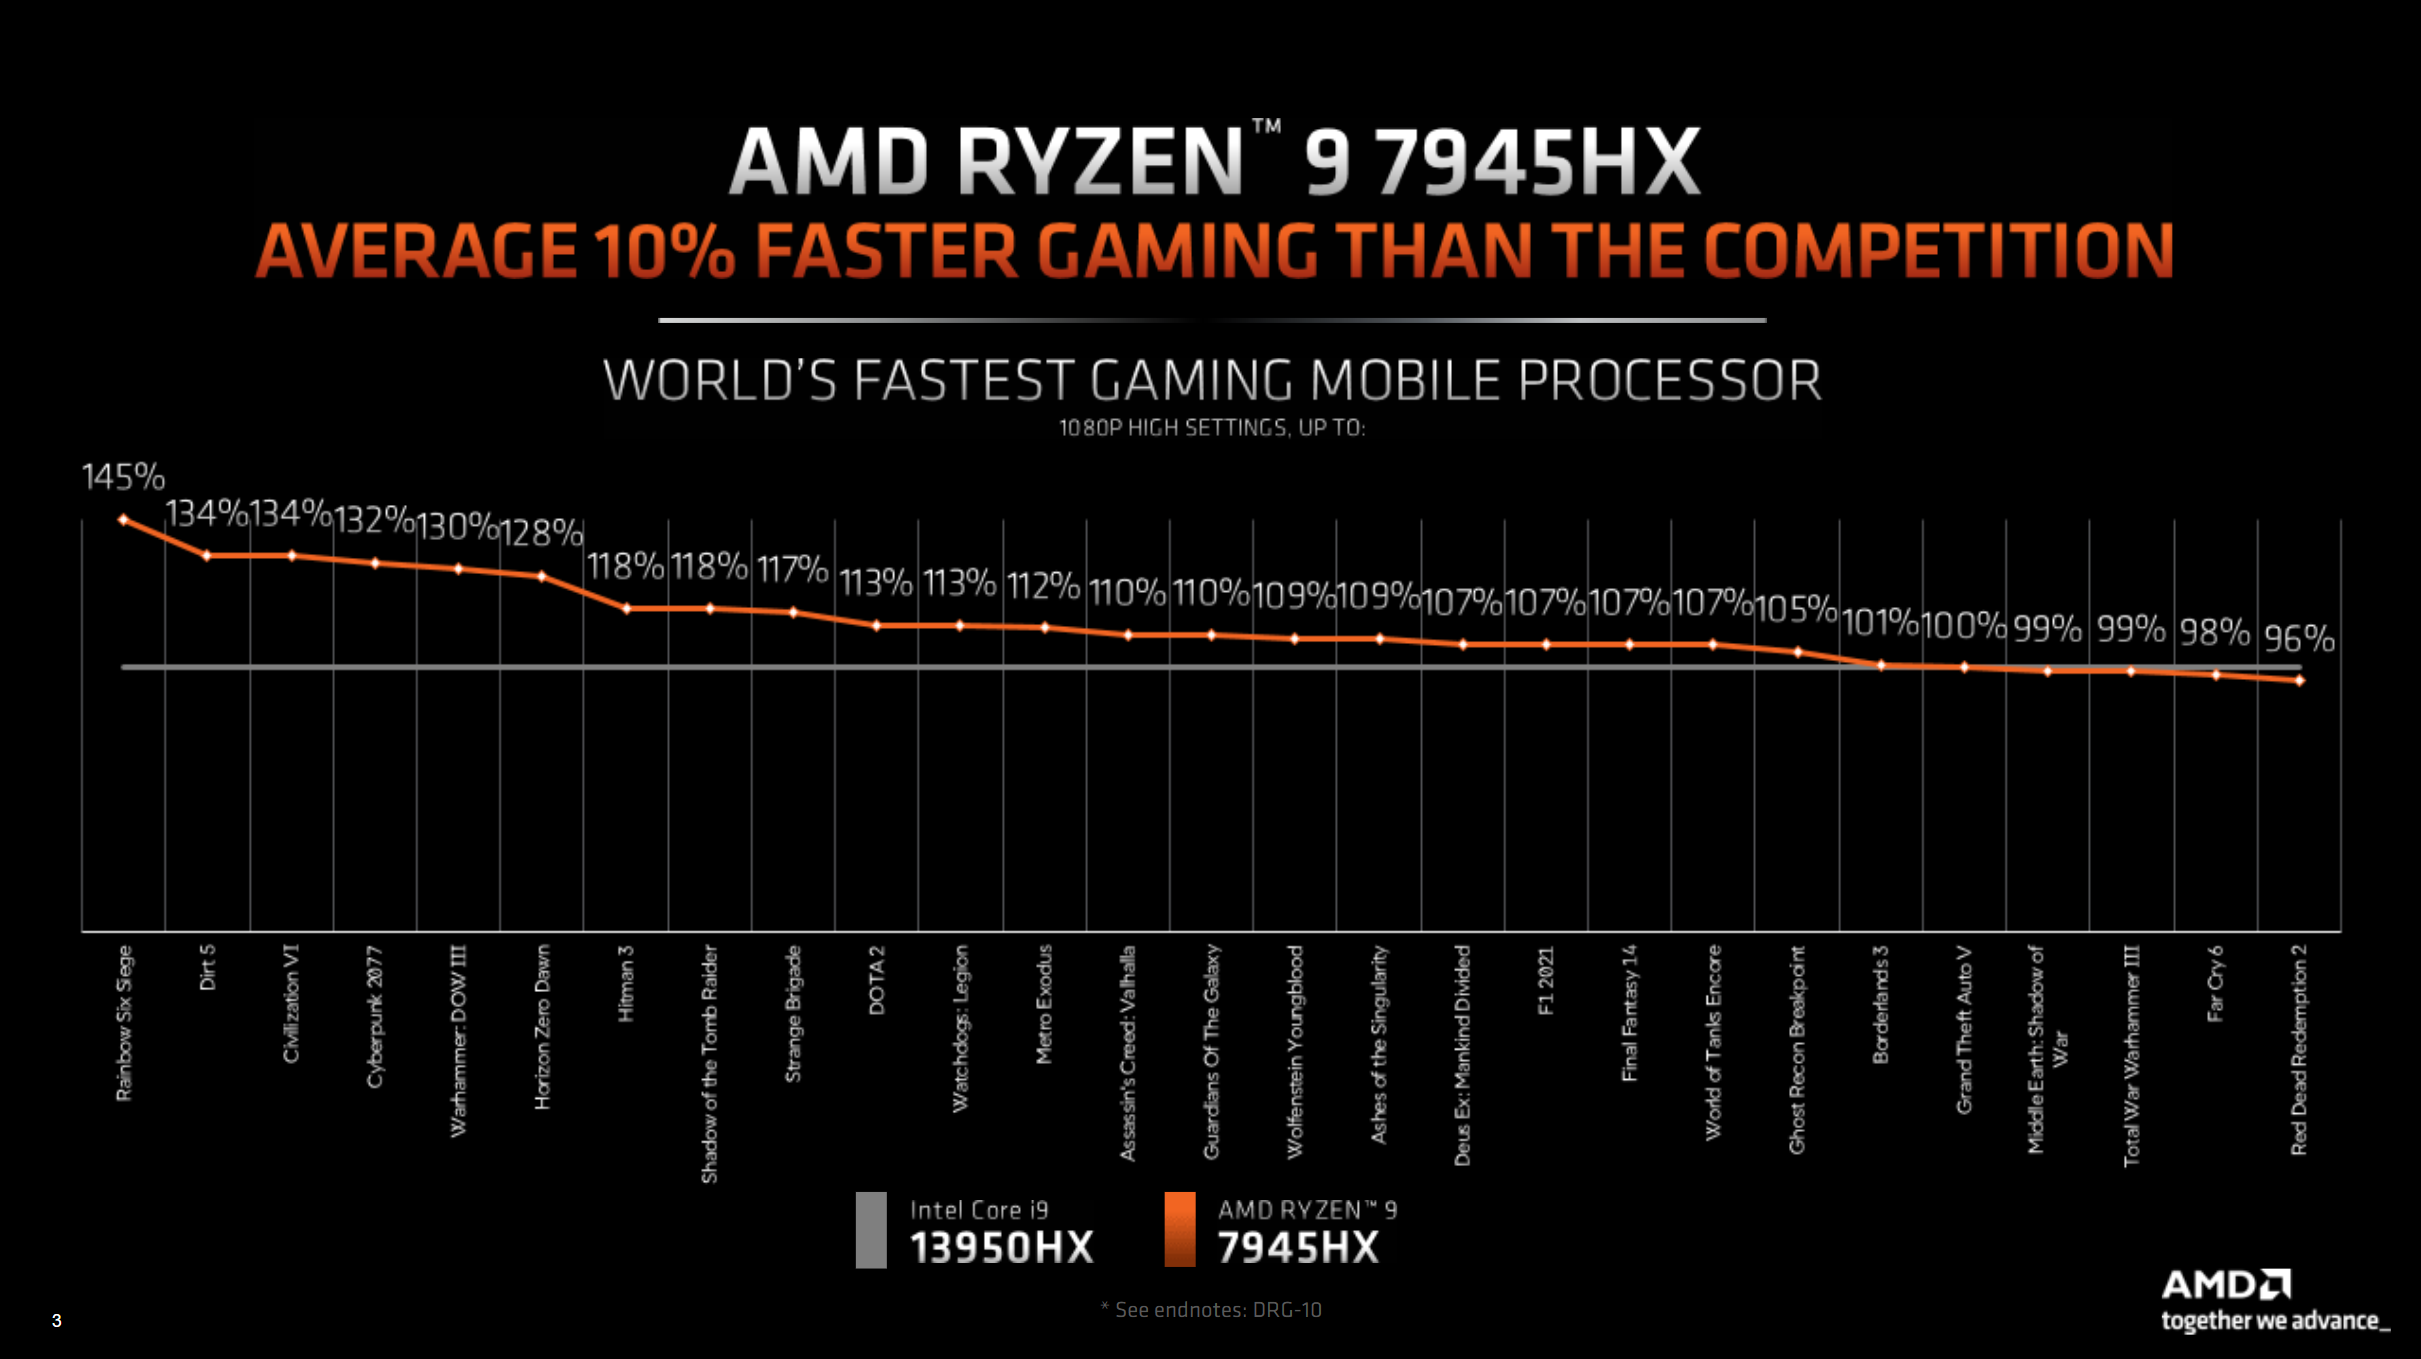 AMD RYZEN™ 9 7945HX
AVERAGE 10% FASTER GAMING THAN THE COMPETITION
WORLD'S FASTEST GAMING MOBILE PROCESSOR
1080P HIGH SETTINGS, UP TO:
145% 134% 134% 132% 130% 128% 118% 118% 117% 113% 113% 112% 110% 110% 109% 109% 107% 107% 107% 107% 105% 101% 100% 99% 99% 98% 96%
Rainbow Six Siege
Dirt 5
Civilization VI
Cyberpunk 2077
Warhammer: DOW III
Horizon Zero Dawn
Hitman 3
Shadow of the Tomb Raider
Strange Brigade
DOTA 2
Watchdogs: Legion
Metro Exodus
Assassin's Creed: Valhalla
Guardians Of The Galaxy
Wolfenstein Youngblood
Ashes of the Singularity
Deus Ex: Mankind Divided
F1 2021
Final Fantasy 14
World of Tanks Encore
Ghost Recon Breakpoint
Borderlands 3
Grand Theft Auto V
Middle Earth: Shadow of
War
Total War Warhammer III
Far Cry 6
Red Dead Redemption 2
Intel Core i9
13950HX
AMD RYZEN™ 9
7945HX
* See endnotes: DRG-10
3
AMD
together we advance_